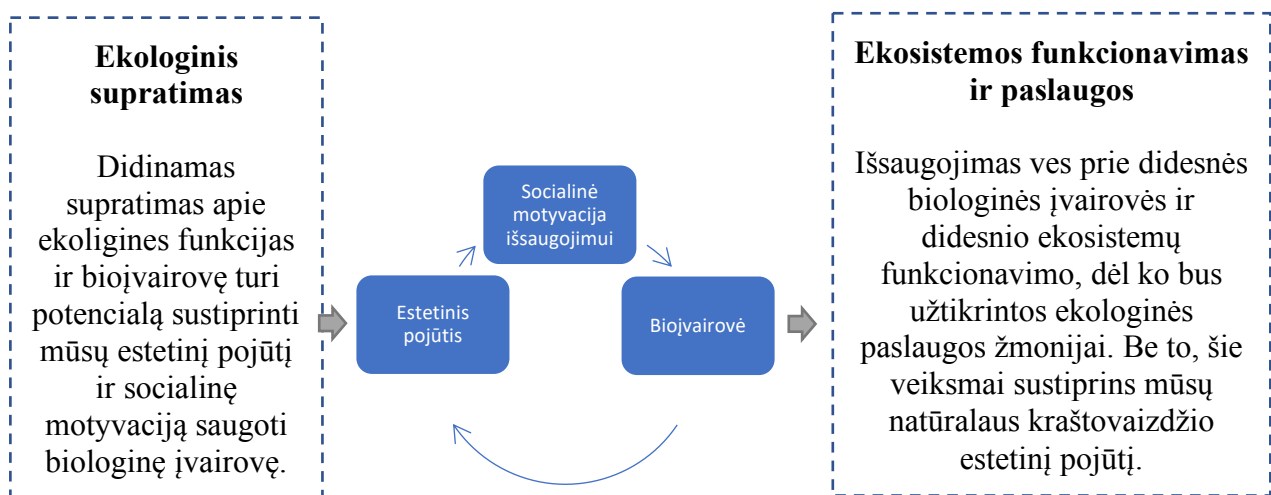 Ekologinis
supratimas
Didinamas
supratimas apie
ekoligines funkcijas
ir bioįvairovę turi
potencialą sustiprinti
mūsų estetinį pojūtį
ir socialinę
motyvaciją saugoti
biologinę įvairovę.
Estetinis
pojūtis
Socialinė
motyvacija
išsaugojimui
Bioįvairovė
Ekosistemos funkcionavimas
ir paslaugos
Išsaugojimas ves prie didesnės
biologinės įvairovės ir
didesnio ekosistemų
funkcionavimo, dėl ko bus
užtikrintos ekologinės
paslaugos žmonijai. Be to, šie
veiksmai sustiprins mūsų
natūralaus kraštovaizdžio
estetinį pojūtį.